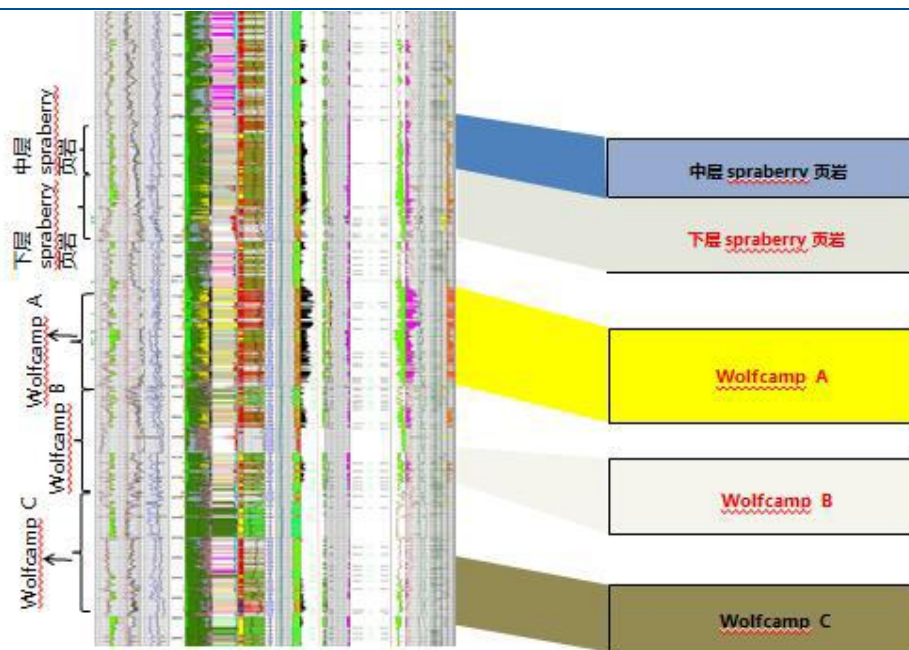 中层
spraberry
页岩
下层
spraberry
页岩
Wolfcamp A
Wolfcamp B
Wolfcamp C
中层 spraberry 页岩
下层 spraberry 页岩
Wolfcamp A
Wolfcamp B
Wolfcamp C